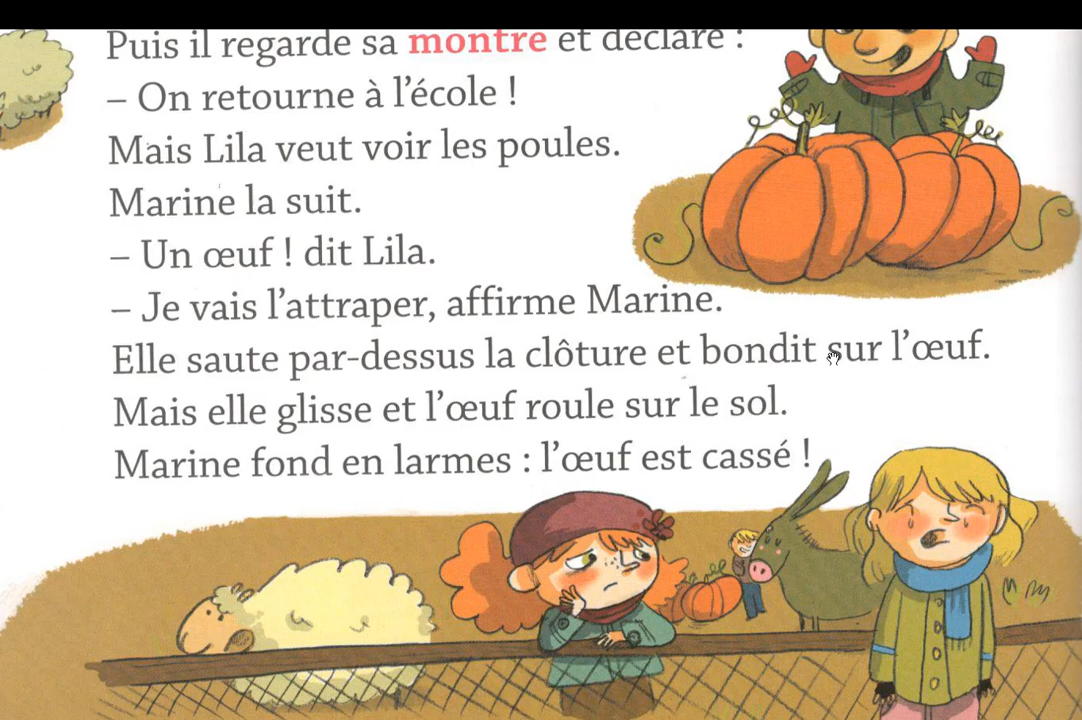 Puis il regarde sa montre et déclare :
– On retourne à l'école !
Mais Lila veut voir les poules.
Marine la suit.
– Un œuf ! dit Lila.
– Je vais l'attraper, affirme Marine.
Elle saute par-dessus la clôture et bondit sur l'œuf.
Mais elle glisse et l'œuf roule sur le sol.
Marine fond en larmes : l'œuf est cassé !